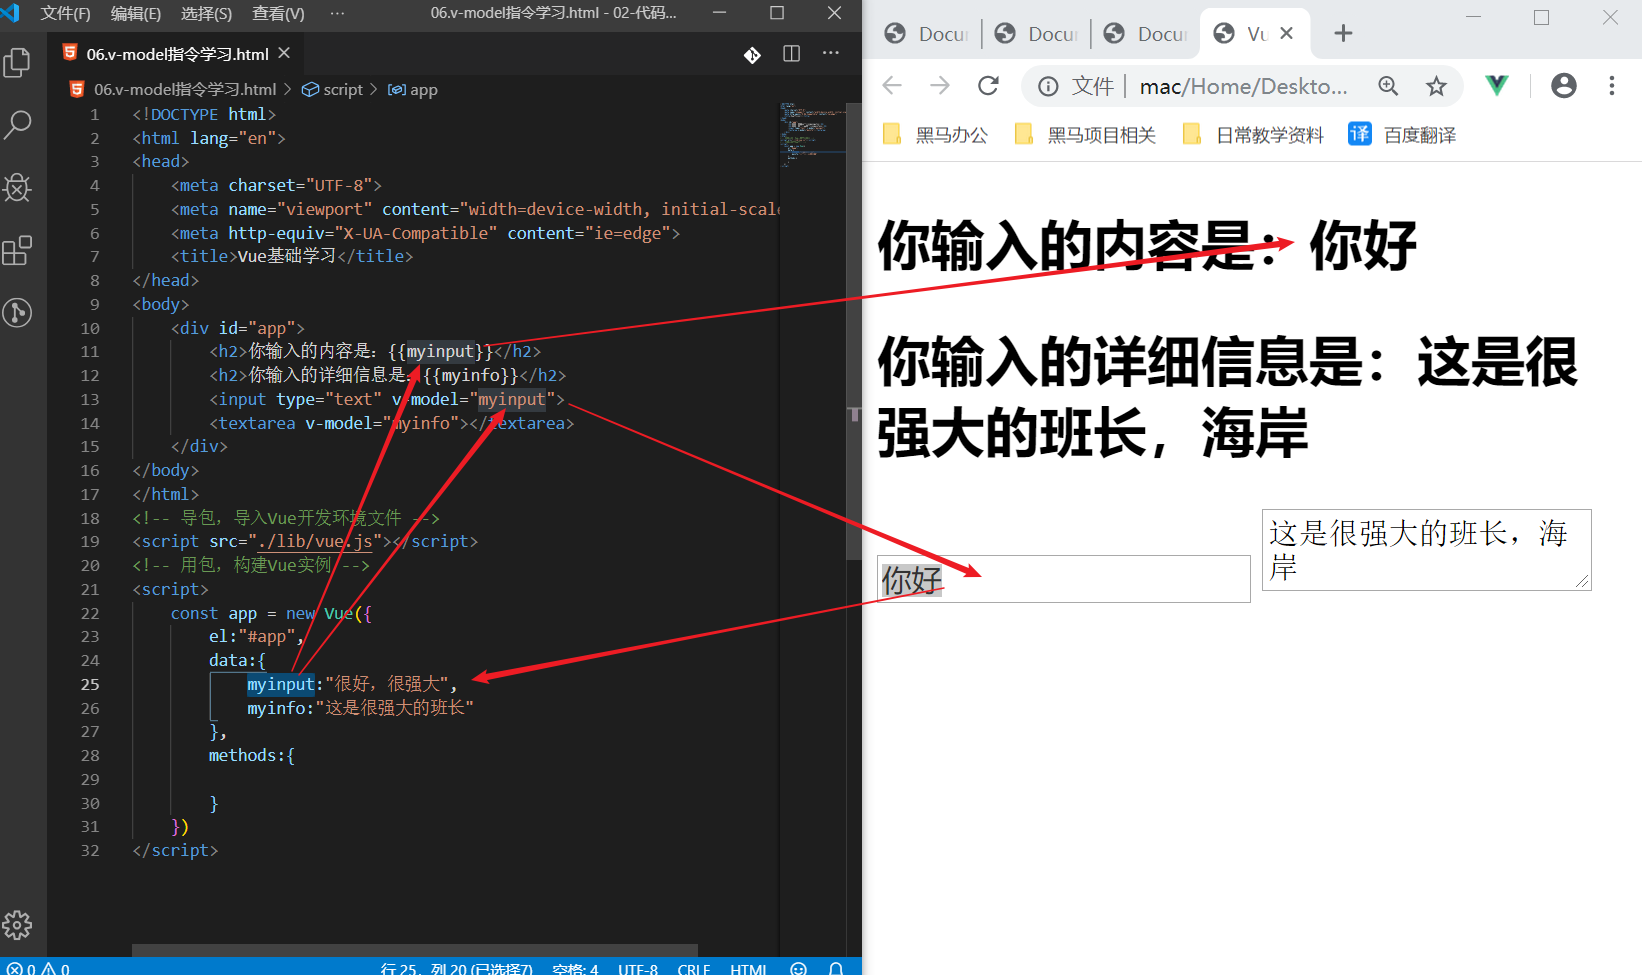 文件(F) 编辑(E) 选择(S) 查看(V) ··· 06.v-model指令学习.html - 02-代码...
06.v-model指令学习.html
06.v-model指令学习.html > script > app
1 <!DOCTYPE html>
2 <html lang="en">
3 <head>
4 <meta charset="UTF-8">
5 <meta name="viewport" content="width=device-width, initial-scale
6 <meta http-equiv="X-UA-Compatible" content="ie=edge">
7 <title>Vue基础学习</title>
8 </head>
9 <body>
10 <div id="app">
11 <h2>你输入的内容是：{{myinput}}</h2>
12 <h2>你输入的详细信息是：{{myinfo}}</h2>
13 <input type="text" v-model="myinput">
14 <textarea v-model="myinfo"></textarea>
15 </div>
16 </body>
17 </html>
18 <!-- 导包，导入Vue开发环境文件 -->
19 <script src="./lib/vue.js"></script>
20 <!-- 用包，构建Vue实例 -->
21 <script>
22 const app = new Vue({
23 el:"#app",
24 data:{
25 myinput:"很好，很强大",
26 myinfo:"这是很强大的班长"
27 },
28 methods:{
29
30 }
31 })
32 </script>
0 0 行 25，列 20 (已选择7) 空格: 4 UTF-8 CRLF HTML
Docu Docu Docu Vu
文件 | mac/Home/Deskto...
黑马办公 黑马项目相关 日常教学资料 译 百度翻译
你输入的内容是：你好
你输入的详细信息是：这是很
强大的班长，海岸
这是很强大的班长，海
岸
你好